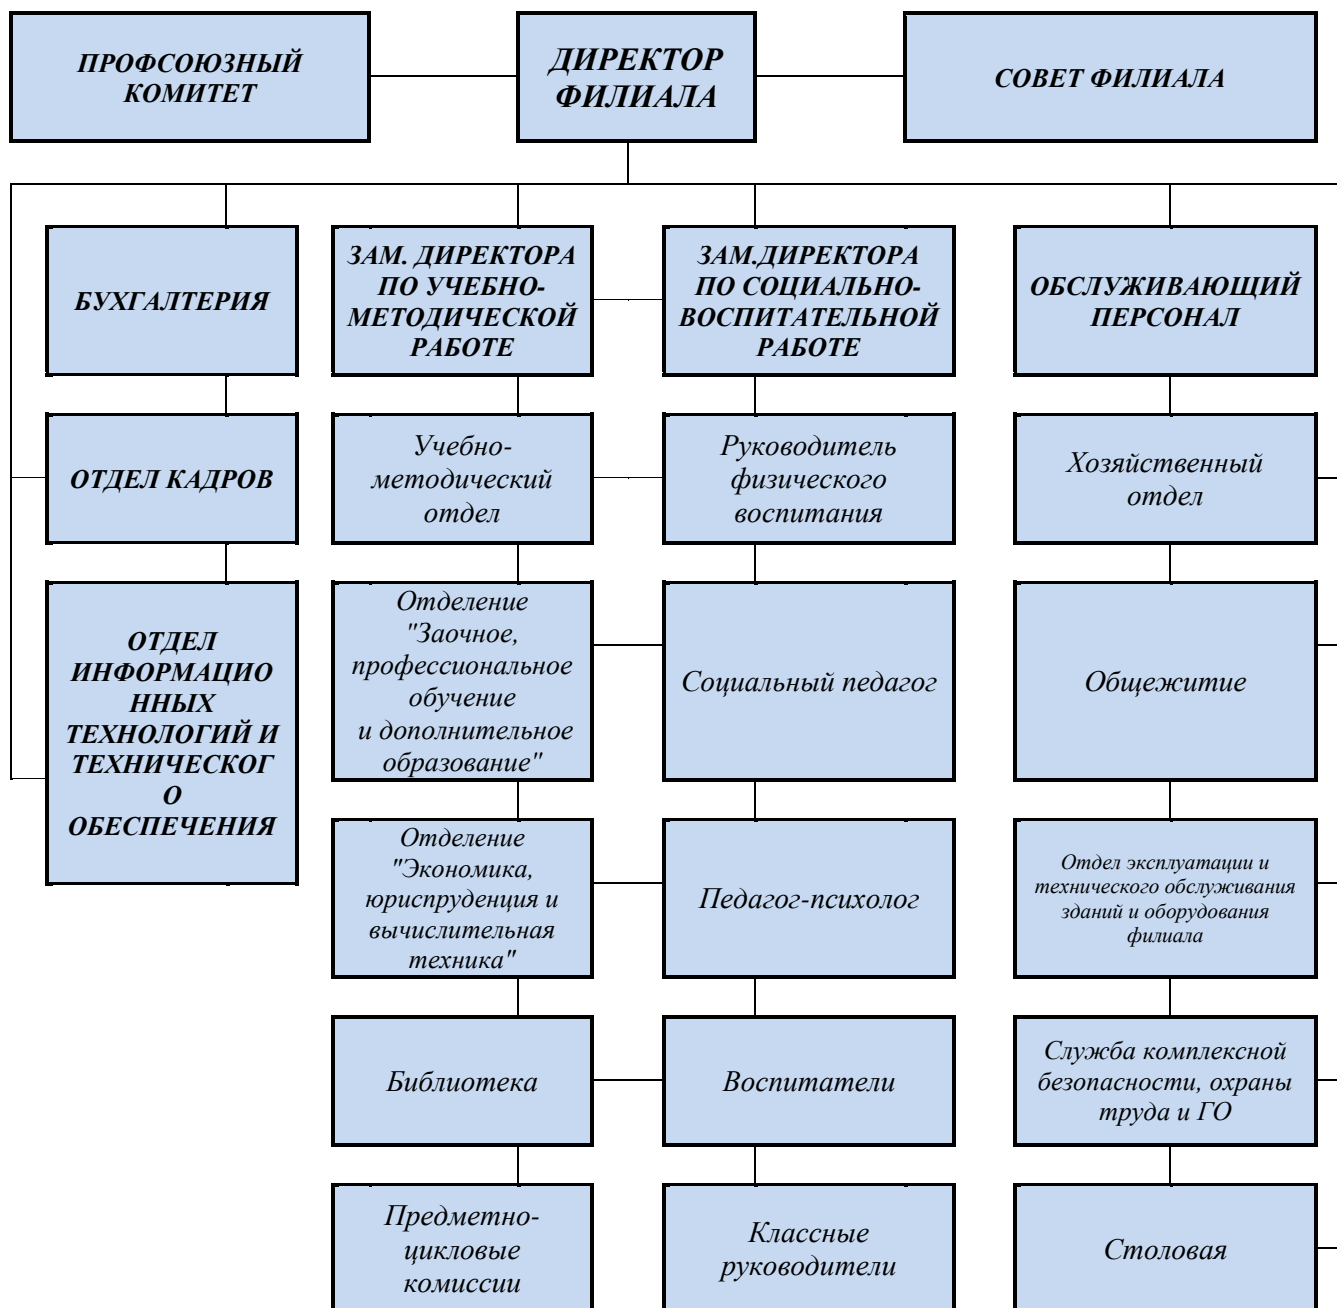 ПРОФСОЮЗНЫЙ
КОМИТЕТ
ДИРЕКТОР
ФИЛИАЛА
СОВЕТ ФИЛИАЛА
БУХГАЛТЕРИЯ
ЗАМ. ДИРЕКТОРА
ПО УЧЕБНО-
МЕТОДИЧЕСКОЙ
РАБОТЕ
ЗАМ.ДИРЕКТОРА
ПО СОЦИАЛЬНО-
ВОСПИТАТЕЛЬНОЙ
РАБОТЕ
ОБСЛУЖИВАЮЩИЙ
ПЕРСОНАЛ
ОТДЕЛ КАДРОВ
Учебно-
методический
отдел
Руководитель
физического
воспитания
Хозяйственный
отдел
ОТДЕЛ
ИНФОРМАЦИО
ННЫХ
ТЕХНОЛОГИЙ И
ТЕХНИЧЕСКОГ
О
ОБЕСПЕЧЕНИЯ
Отделение
"Заочное,
профессиональное
обучение
и дополнительное
образование"
Социальный педагог
Общежитие
Отделение
"Экономика,
юриспруденция и
вычислительная
техника"
Педагог-психолог
Отдел эксплуатации и
технического обслуживания
зданий и оборудования
филиала
Библиотека
Воспитатели
Служба комплексной
безопасности, охраны
труда и ГО
Предметно-
цикловые
комиссии
Классные
руководители
Столовая